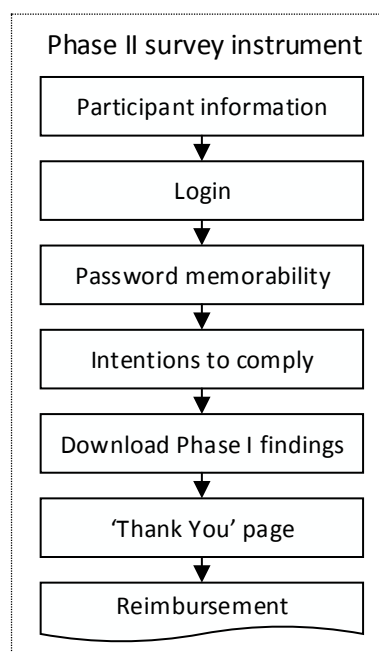 Phase II survey instrument
Participant information
Login
Password memorability
Intentions to comply
Download Phase I findings
‘Thank You’ page
Reimbursement